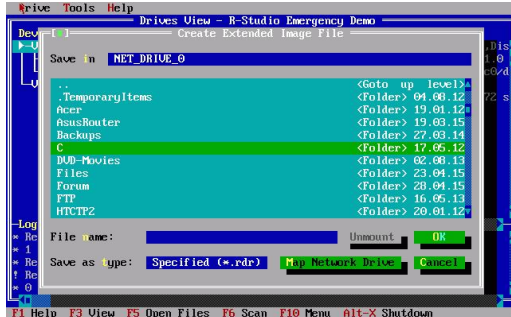 Drive Tools Help
Drives View - R-Studio Emergency Demo
Dev
Create Extended Image File
Save in NET_DRIVE_0
.. <Goto up level>
.TemporaryItems <Folder> 04.08.12
Acer <Folder> 19.01.12
AsusRouter <Folder> 19.03.15
Backups <Folder> 27.03.14
C <Folder> 17.05.12
DVD-Movies <Folder> 02.08.13
Files <Folder> 23.04.15
Forum <Folder> 28.04.15
FTP <Folder> 16.05.13
HTCTP2 <Folder> 20.01.12
Log
File name: Unmount OK
Save as type: Specified (*.rdr) Map Network Drive Cancel
F1 Help F3 View F5 Open Files F6 Scan F10 Menu Alt-X Shutdown